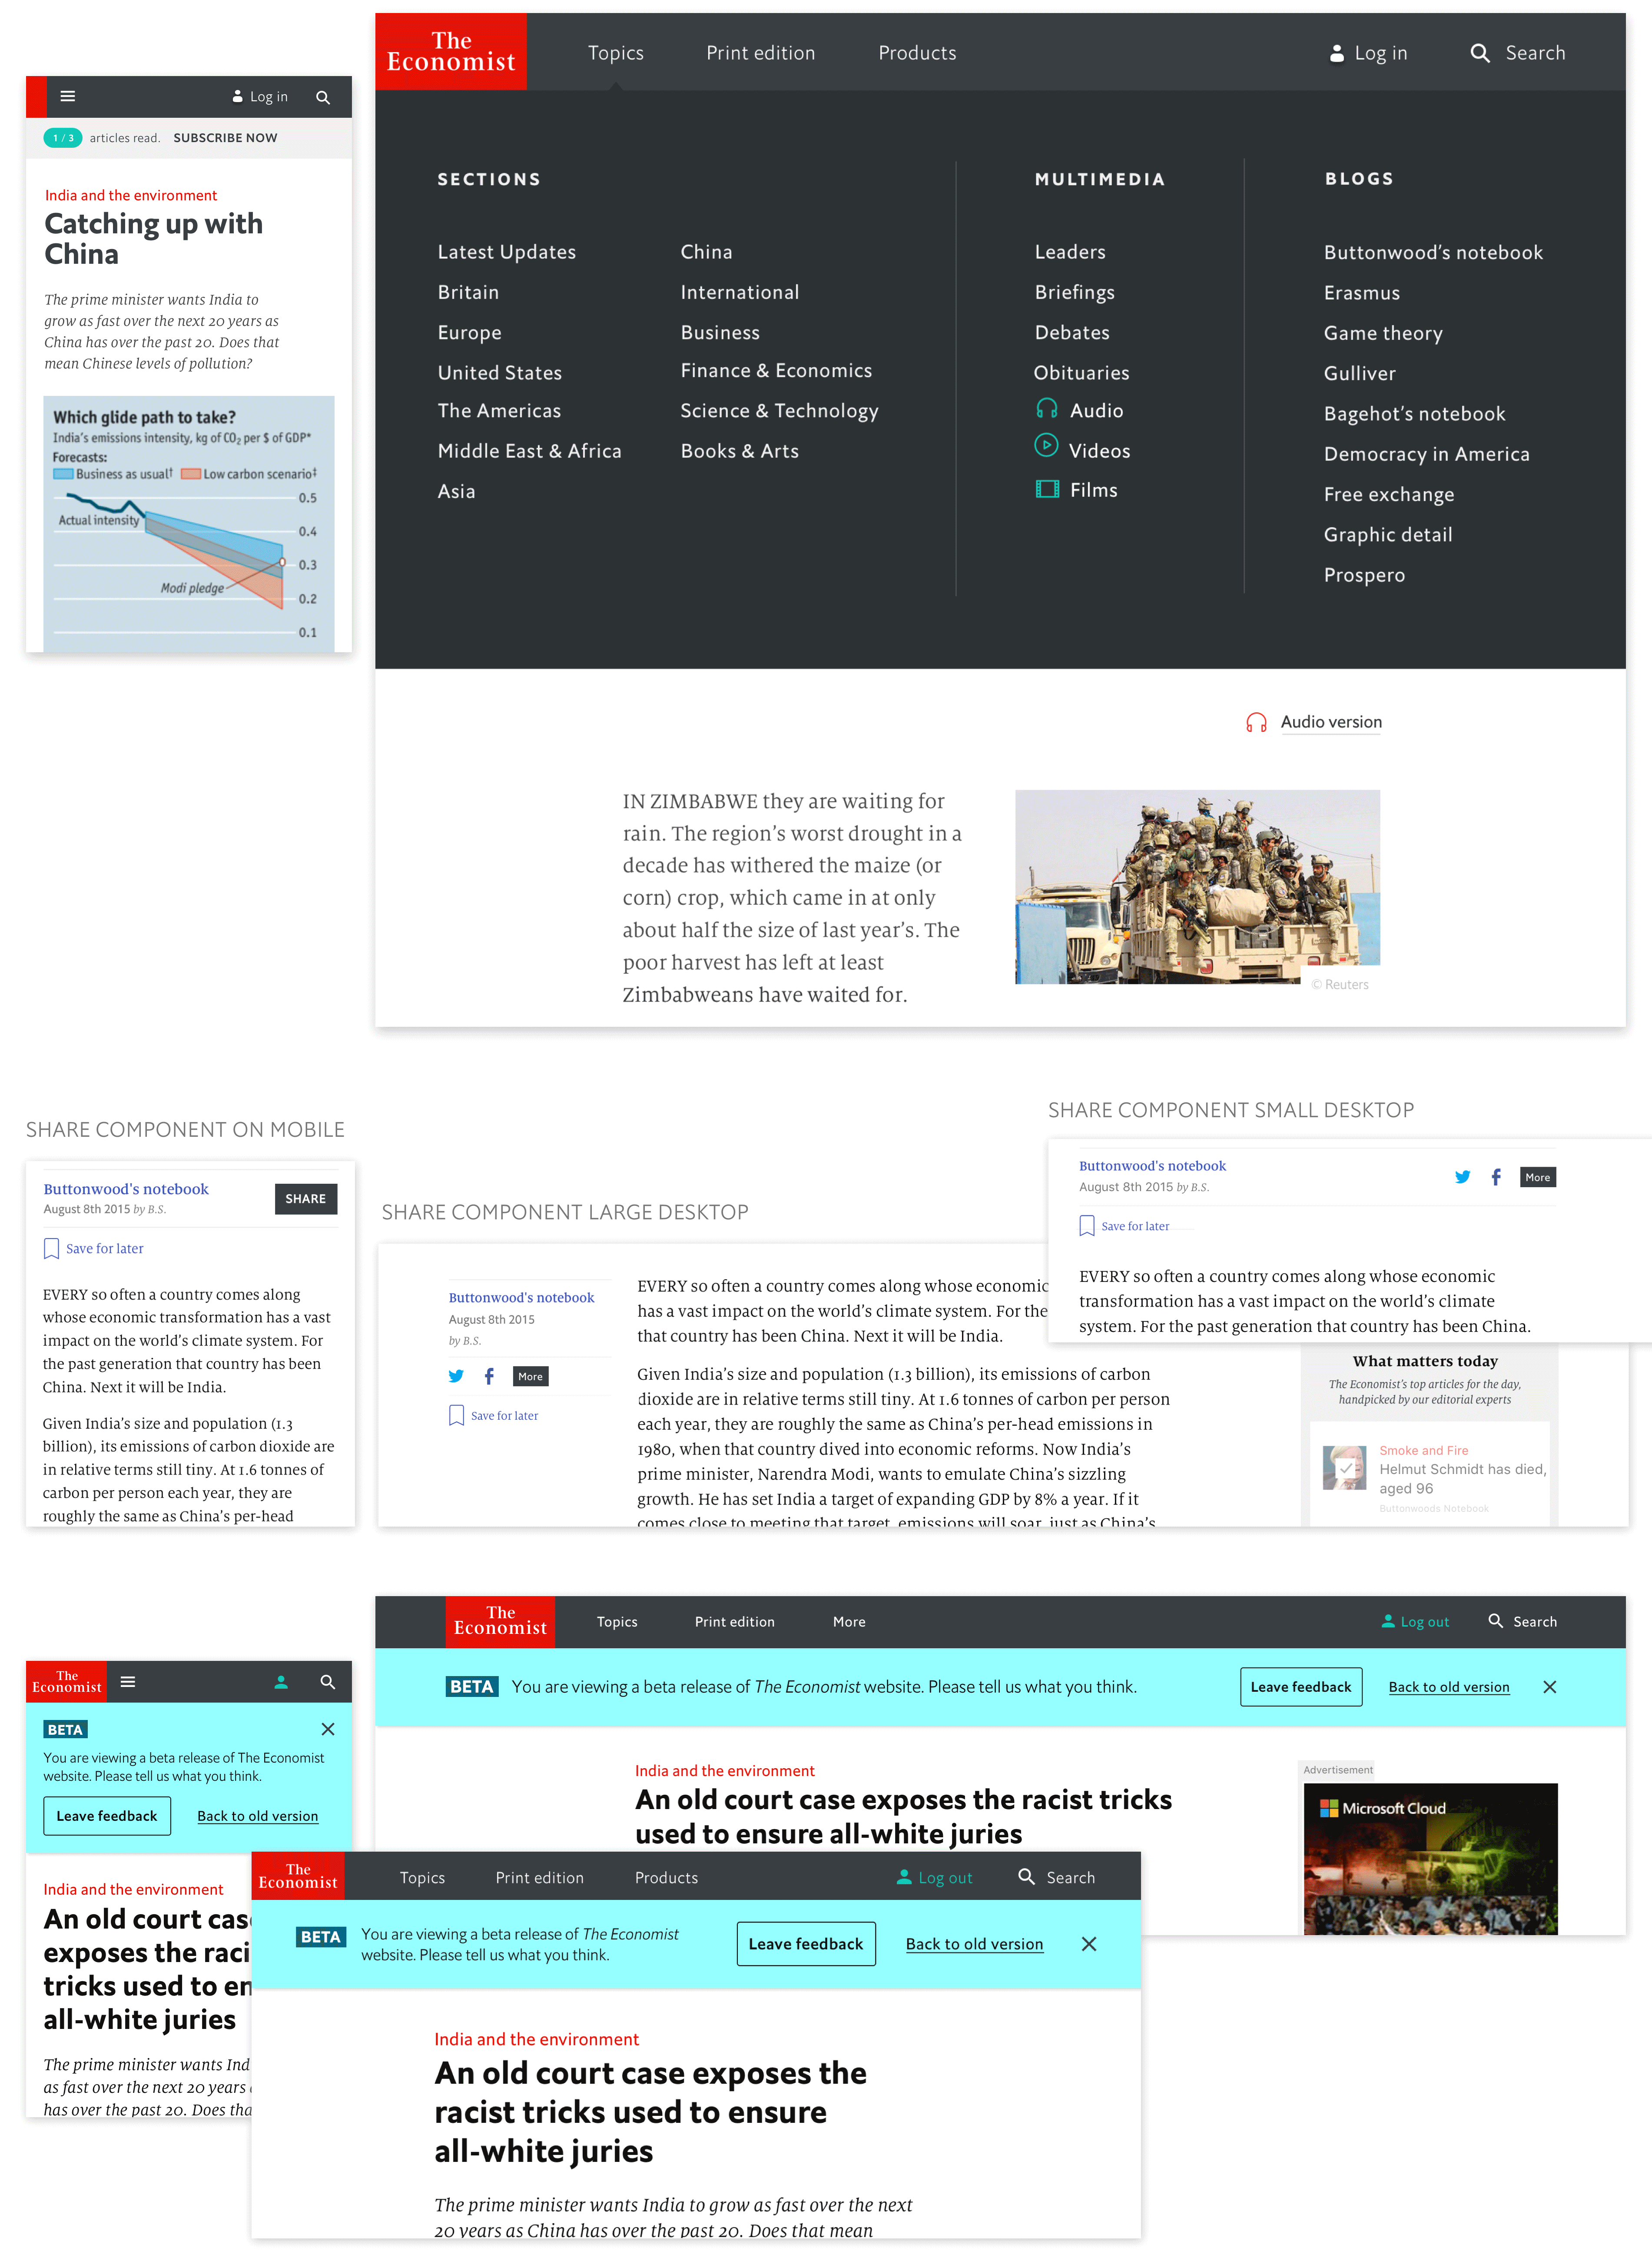 The
Economist
Topics
Print edition
Products
Log in
Search
SECTIONS
Latest Updates
Britain
Europe
United States
The Americas
Middle East & Africa
Asia
China
International
Business
Finance & Economics
Science & Technology
Books & Arts
MULTIMEDIA
Leaders
Briefings
Debates
Obituaries
Audio
Videos
Films
BLOGS
Buttonwood's notebook
Erasmus
Game theory
Gulliver
Bagehot's notebook
Democracy in America
Free exchange
Graphic detail
Prospero
Log in
1 / 3 articles read. SUBSCRIBE NOW
India and the environment
Catching up with
China
The prime minister wants India to
grow as fast over the next 20 years as
China has over the past 20. Does that
mean Chinese levels of pollution?
Which glide path to take?
India's emissions intensity, kg of CO₂ per $ of GDP*
Forecasts:
Business as usual† Low carbon scenario‡
0.5
Actual intensity
0.4
0.3
Modi pledge
0.2
0.1
Audio version
IN ZIMBABWE they are waiting for
rain. The region's worst drought in a
decade has withered the maize (or
corn) crop, which came in at only
about half the size of last year's. The
poor harvest has left at least
Zimbabweans have waited for.
© Reuters
SHARE COMPONENT ON MOBILE
Buttonwood's notebook
August 8th 2015 by B.S.
SHARE
Save for later
EVERY so often a country comes along
whose economic transformation has a vast
impact on the world's climate system. For
the past generation that country has been
China. Next it will be India.
Given India's size and population (1.3
billion), its emissions of carbon dioxide are
in relative terms still tiny. At 1.6 tonnes of
carbon per person each year, they are
roughly the same as China's per-head
SHARE COMPONENT LARGE DESKTOP
Buttonwood's notebook
August 8th 2015
by B.S.
More
Save for later
EVERY so often a country comes along whose economic
has a vast impact on the world's climate system. For the
that country has been China. Next it will be India.
Given India's size and population (1.3 billion), its emissions of carbon
dioxide are in relative terms still tiny. At 1.6 tonnes of carbon per person
each year, they are roughly the same as China's per-head emissions in
1980, when that country dived into economic reforms. Now India's
prime minister, Narendra Modi, wants to emulate China's sizzling
growth. He has set India a target of expanding GDP by 8% a year. If it
comes close to meeting that target, emissions will soar, just as China's
SHARE COMPONENT SMALL DESKTOP
Buttonwood's notebook
August 8th 2015 by B.S.
More
Save for later
EVERY so often a country comes along whose economic
transformation has a vast impact on the world's climate
system. For the past generation that country has been China.
What matters today
The Economist's top articles for the day,
handpicked by our editorial experts
Smoke and Fire
Helmut Schmidt has died,
aged 96
Buttonwoods Notebook
The
Economist
Topics
Print edition
More
Log out
Search
BETA You are viewing a beta release of The Economist website. Please tell us what you think.
Leave feedback
Back to old version
India and the environment
An old court case exposes the racist tricks
used to ensure all-white juries
Advertisement
Microsoft Cloud
The
Economist
BETA
You are viewing a beta release of The Economist
website. Please tell us what you think.
Leave feedback
Back to old version
India and the environment
An old court cas
exposes the raci
tricks used to en
all-white juries
The prime minister wants Ind
as fast over the next 20 years
has over the past 20. Does tha
The
Economist
Topics
Print edition
Products
Log out
Search
BETA
You are viewing a beta release of The Economist
website. Please tell us what you think.
Leave feedback
Back to old version
India and the environment
An old court case exposes the
racist tricks used to ensure
all-white juries
The prime minister wants India to grow as fast over the next
20 years as China has over the past 20. Does that mean